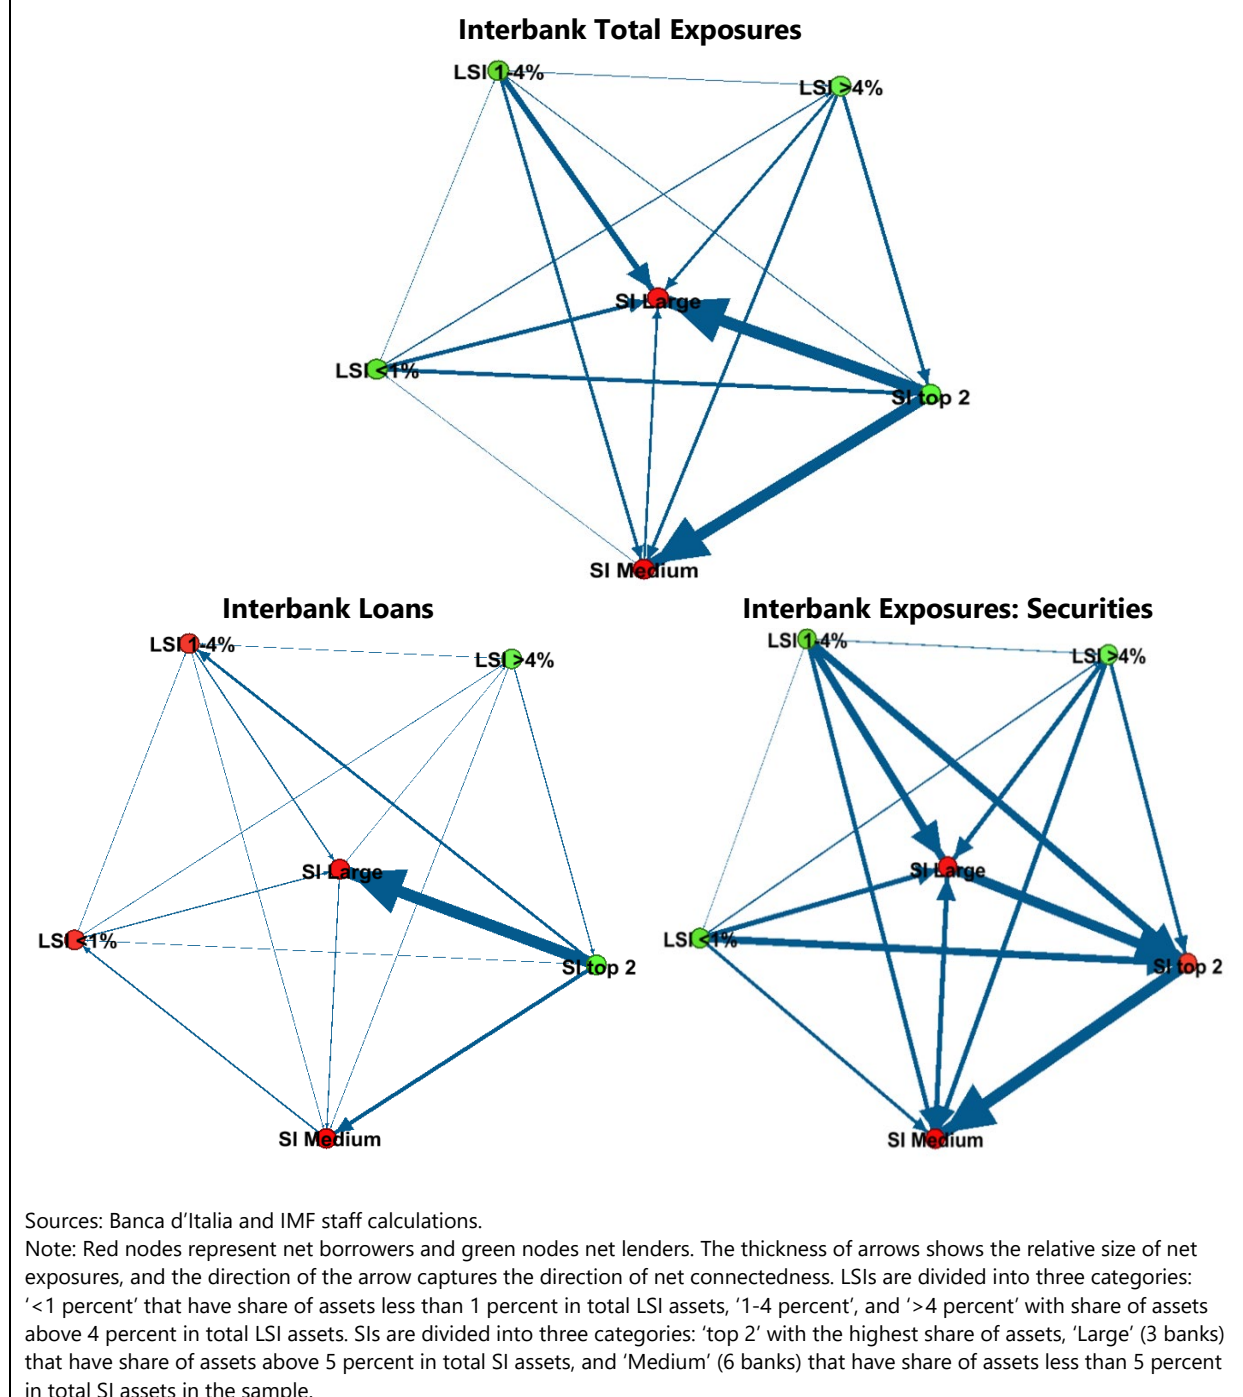 Interbank Total Exposures
LSI 1-4%
LSI >4%
SI Large
LSI <1%
SI top 2
SI Medium
Interbank Loans
LSI 1-4%
LSI >4%
SI Large
LSI <1%
SI top 2
SI Medium
Interbank Exposures: Securities
LSI 1-4%
LSI >4%
SI Large
LSI <1%
SI top 2
SI Medium
Sources: Banca d'Italia and IMF staff calculations.
Note: Red nodes represent net borrowers and green nodes net lenders. The thickness of arrows shows the relative size of net
exposures, and the direction of the arrow captures the direction of net connectedness. LSIs are divided into three categories:
'<1 percent' that have share of assets less than 1 percent in total LSI assets, '1-4 percent', and '>4 percent' with share of assets
above 4 percent in total LSI assets. SIs are divided into three categories: 'top 2' with the highest share of assets, 'Large' (3 banks)
that have share of assets above 5 percent in total SI assets, and 'Medium' (6 banks) that have share of assets less than 5 percent
in total SI assets in the sample.